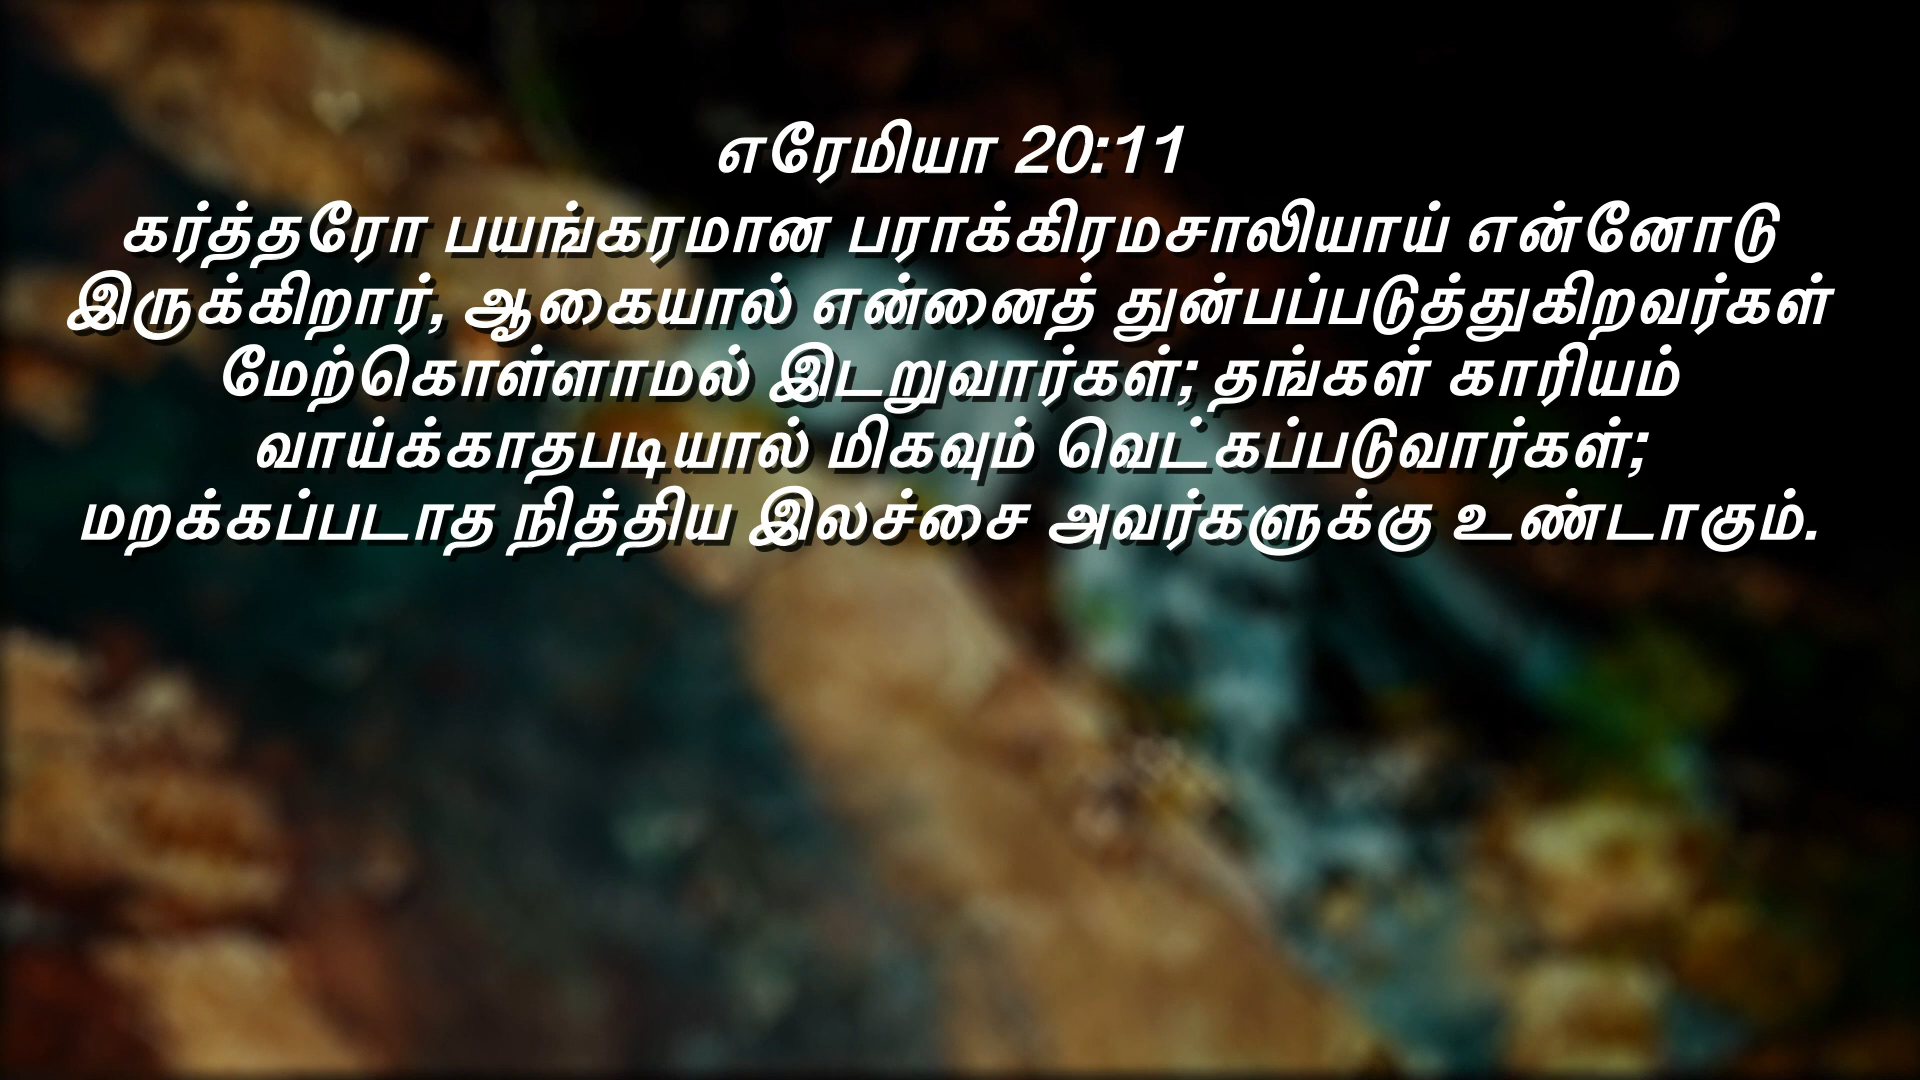 எரேமியா 20:11
கர்த்தரோ பயங்கரமான பராக்கிரமசாலியாய் என்னோடு
இருக்கிறார், ஆகையால் என்னைத் துன்பப்படுத்துகிறவர்கள்
மேற்கொள்ளாமல் இடறுவார்கள்; தங்கள் காரியம்
வாய்க்காதபடியால் மிகவும் வெட்கப்படுவார்கள்;
மறக்கப்படாத நித்திய இலச்சை அவர்களுக்கு உண்டாகும்.